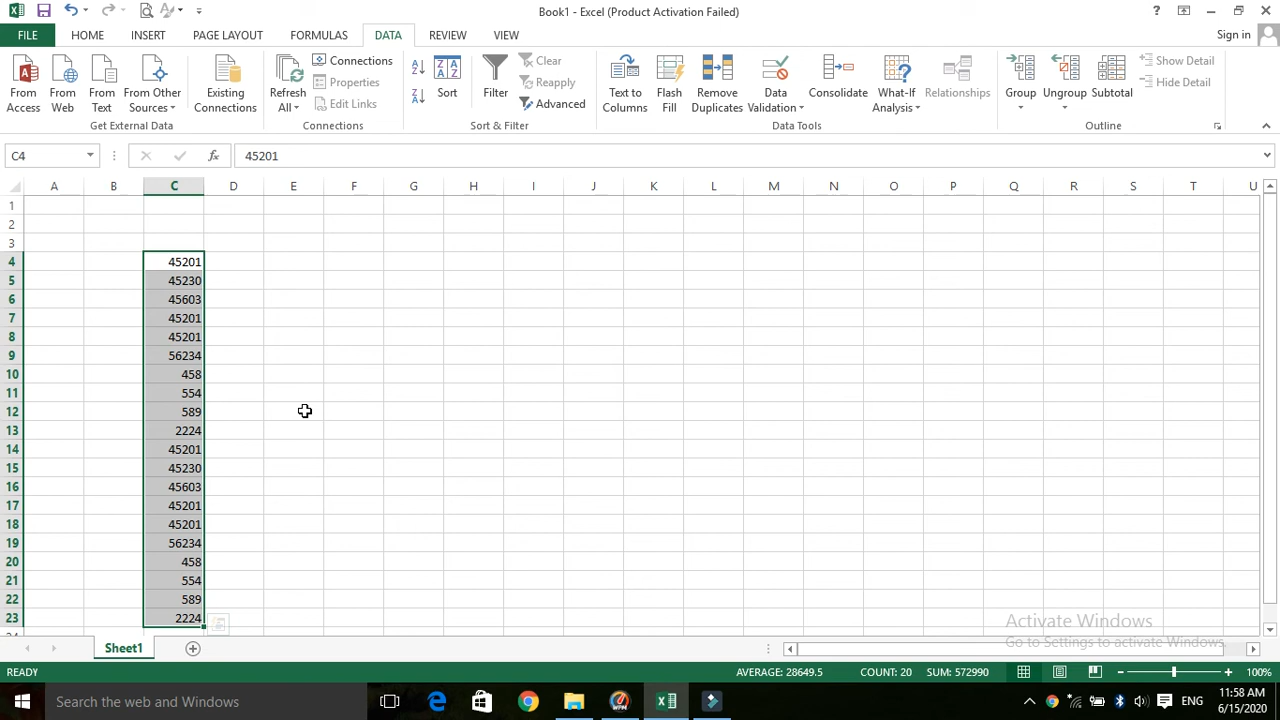 Book1 - Excel (Product Activation Failed)
FILE HOME INSERT PAGE LAYOUT FORMULAS DATA REVIEW VIEW Sign in
From Access
From Web
From Text
From Other Sources
Existing Connections
Get External Data
Refresh All
Connections
Properties
Edit Links
Connections
Sort
Filter
Clear
Reapply
Advanced
Sort & Filter
Text to Columns
Flash Fill
Remove Duplicates
Data Validation
Consolidate
What-If Analysis
Relationships
Data Tools
Group
Ungroup
Subtotal
Show Detail
Hide Detail
Outline
C4 fx 45201
A B C D E F G H I J K L M N O P Q R S T U
1
2
3
4 45201
5 45230
6 45603
7 45201
8 45201
9 56234
10 458
11 554
12 589
13 2224
14 45201
15 45230
16 45603
17 45201
18 45201
19 56234
20 458
21 554
22 589
23 2224
Activate Windows
Go to Settings to activate Windows.
Sheet1
READY AVERAGE: 28649.5 COUNT: 20 SUM: 572990 100%
Search the web and Windows
WPM
ENG
11:58 AM
6/15/2020